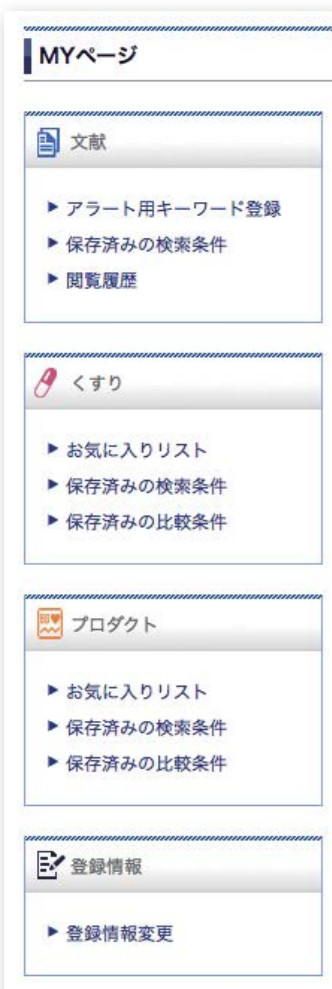 MYページ
文献
アラート用キーワード登録
保存済みの検索条件
閲覧履歴
くすり
お気に入りリスト
保存済みの検索条件
保存済みの比較条件
プロダクト
お気に入りリスト
保存済みの検索条件
保存済みの比較条件
登録情報
登録情報変更